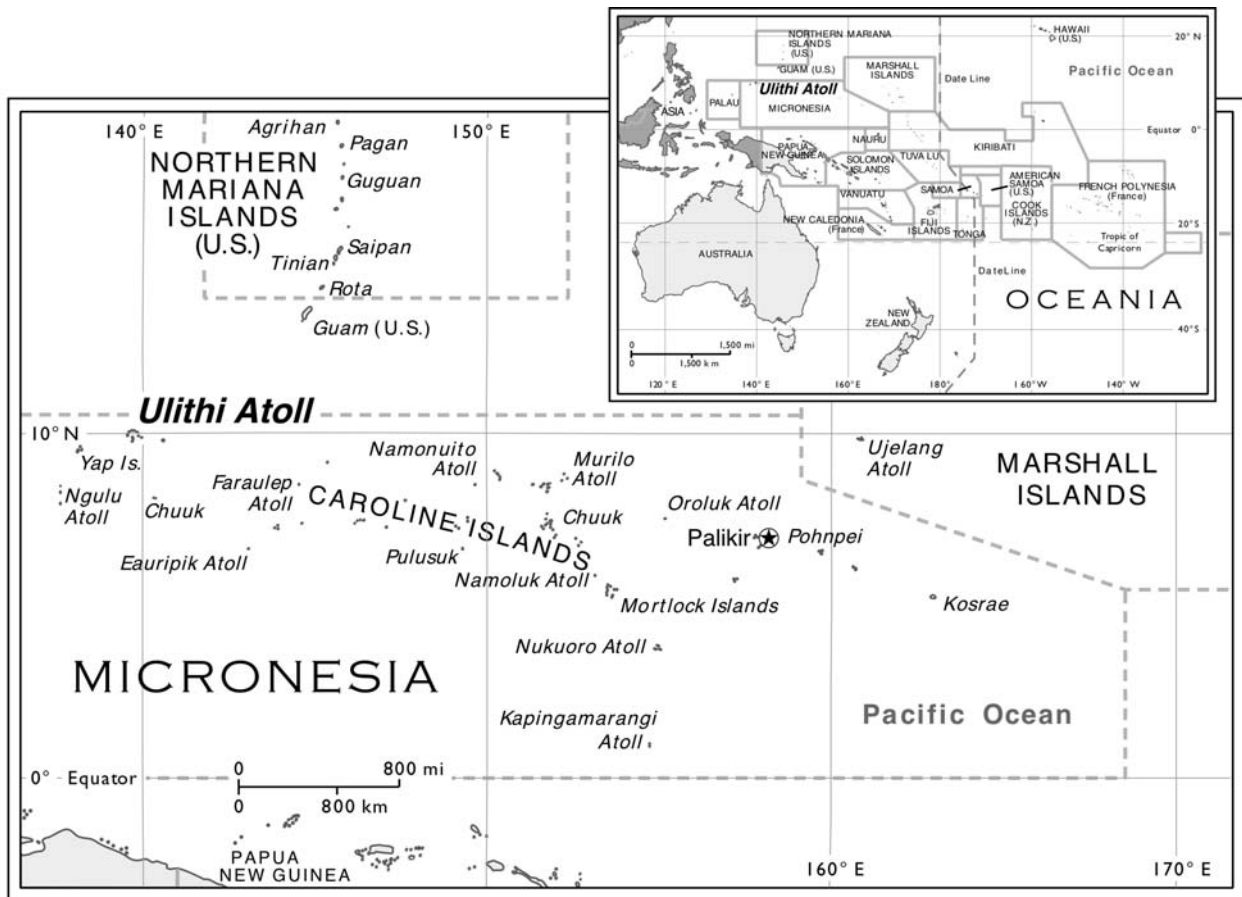 NORTHERN MARIANA
ISLANDS
(U.S.)
GUAM (U.S.)
MARSHALL
ISLANDS
HAWAII
(U.S.)
20°N
Pacific Ocean
Date Line
Ulithi Atoll
PALAU
MICRONESIA
ASIA
Equator
0°
NAURU
KIRIBATI
PAPUA
NEW GUINEA
SOLOMON
ISLANDS
TUVALU
SAMOA
AMERICAN
SAMOA
(U.S.)
FRENCH POLYNESIA
(France)
VANUATU
COOK
ISLANDS
(N.Z.)
NEW CALEDONIA
(France)
FIJI
ISLANDS
TONGA
20°S
Tropic of
Capricorn
AUSTRALIA
Date Line
OCEANIA
NEW
ZEALAND
40°S
0 1,500 mi
0 1,500 km
120°E 140°E 160°E 180° 160°W 140°W
140° E
150° E
Agrihan
Pagan
Guguan
NORTHERN
MARIANA
ISLANDS
(U.S.)
Saipan
Tinian
Rota
Guam (U.S.)
Ulithi Atoll
10°N
Yap Is.
Ngulu
Atoll
Chuuk
Faraulep
Atoll
Eauripik Atoll
CAROLINE ISLANDS
Namonuito
Atoll
Murilo
Atoll
Chuuk
Pulusuk
Namoluk Atoll
Oroluk Atoll
Palikir
Pohnpei
Mortlock Islands
Ujelang
Atoll
MARSHALL
ISLANDS
Kosrae
Nukuoro Atoll
MICRONESIA
Kapingamarangi
Atoll
Pacific Ocean
0° Equator
0 800 mi
0 800 km
PAPUA
NEW GUINEA
160° E
170° E